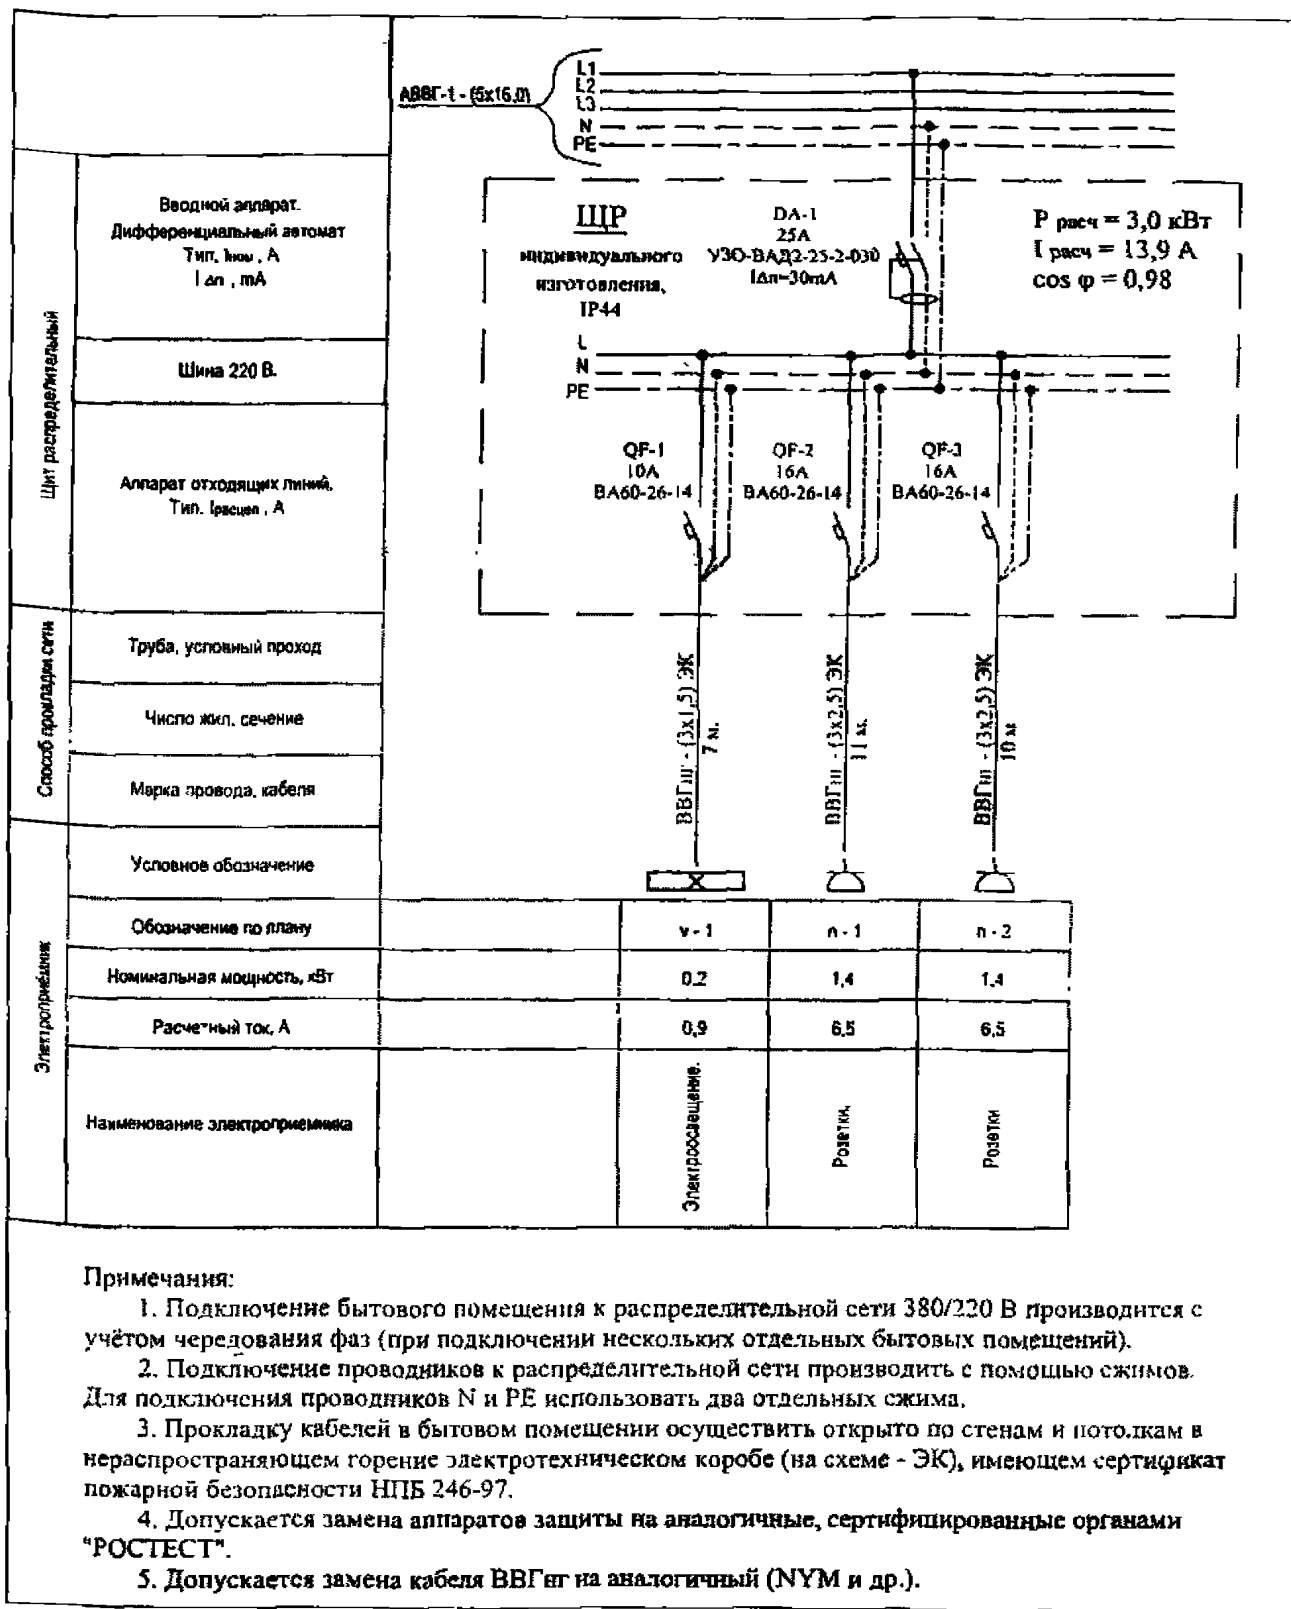 АВВГ-1 - (5х16,0)
L1
L2
L3
N
PE
Щит распределительный
Вводной аппарат.
Дифференциальный автомат
Тип, Iном , А
I Δn , mA
ЩР
индивидуального
изготовления,
IP44
DA-1
25А
УЗО-ВАД2-25-2-030
IΔn=30mA
Р расч = 3,0 кВт
I расч = 13,9 А
cos φ = 0,98
Шина 220 В.
L
N
PE
Аппарат отходящих линий.
Тип. Iрасцеп , А
QF-1
10А
ВА60-26-14
QF-2
16А
ВА60-26-14
QF-3
16А
ВА60-26-14
Способ прокладки сети
Труба, условный проход
Число жил, сечение
Марка провода, кабеля
ВВГнг - (3х1,5) ЭК
7 м.
ВВГнг - (3х2,5) ЭК
11 м.
ВВГнг - (3х2,5) ЭК
10 м
Электроприёмник
Условное обозначение
Обозначение по плану
v - 1
n - 1
n - 2
Номинальная мощность, кВт
0,2
1,4
1,4
Расчетный ток, А
0,9
6,5
6,5
Наименование электроприемника
Электроосвещение.
Розетки.
Розетки
Примечания:
1. Подключение бытового помещения к распределительной сети 380/220 В производится с
учётом чередования фаз (при подключении нескольких отдельных бытовых помещений).
2. Подключение проводников к распределительной сети производить с помощью сжимов.
Для подключения проводников N и PE использовать два отдельных сжима.
3. Прокладку кабелей в бытовом помещении осуществить открыто по стенам и потолкам в
нераспространяющем горение электротехническом коробе (на схеме - ЭК), имеющем сертификат
пожарной безопасности НПБ 246-97.
4. Допускается замена аппаратов защиты на аналогичные, сертифицированные органами
"РОСТЕСТ".
5. Допускается замена кабеля ВВГнг на аналогичный (NYM и др.).